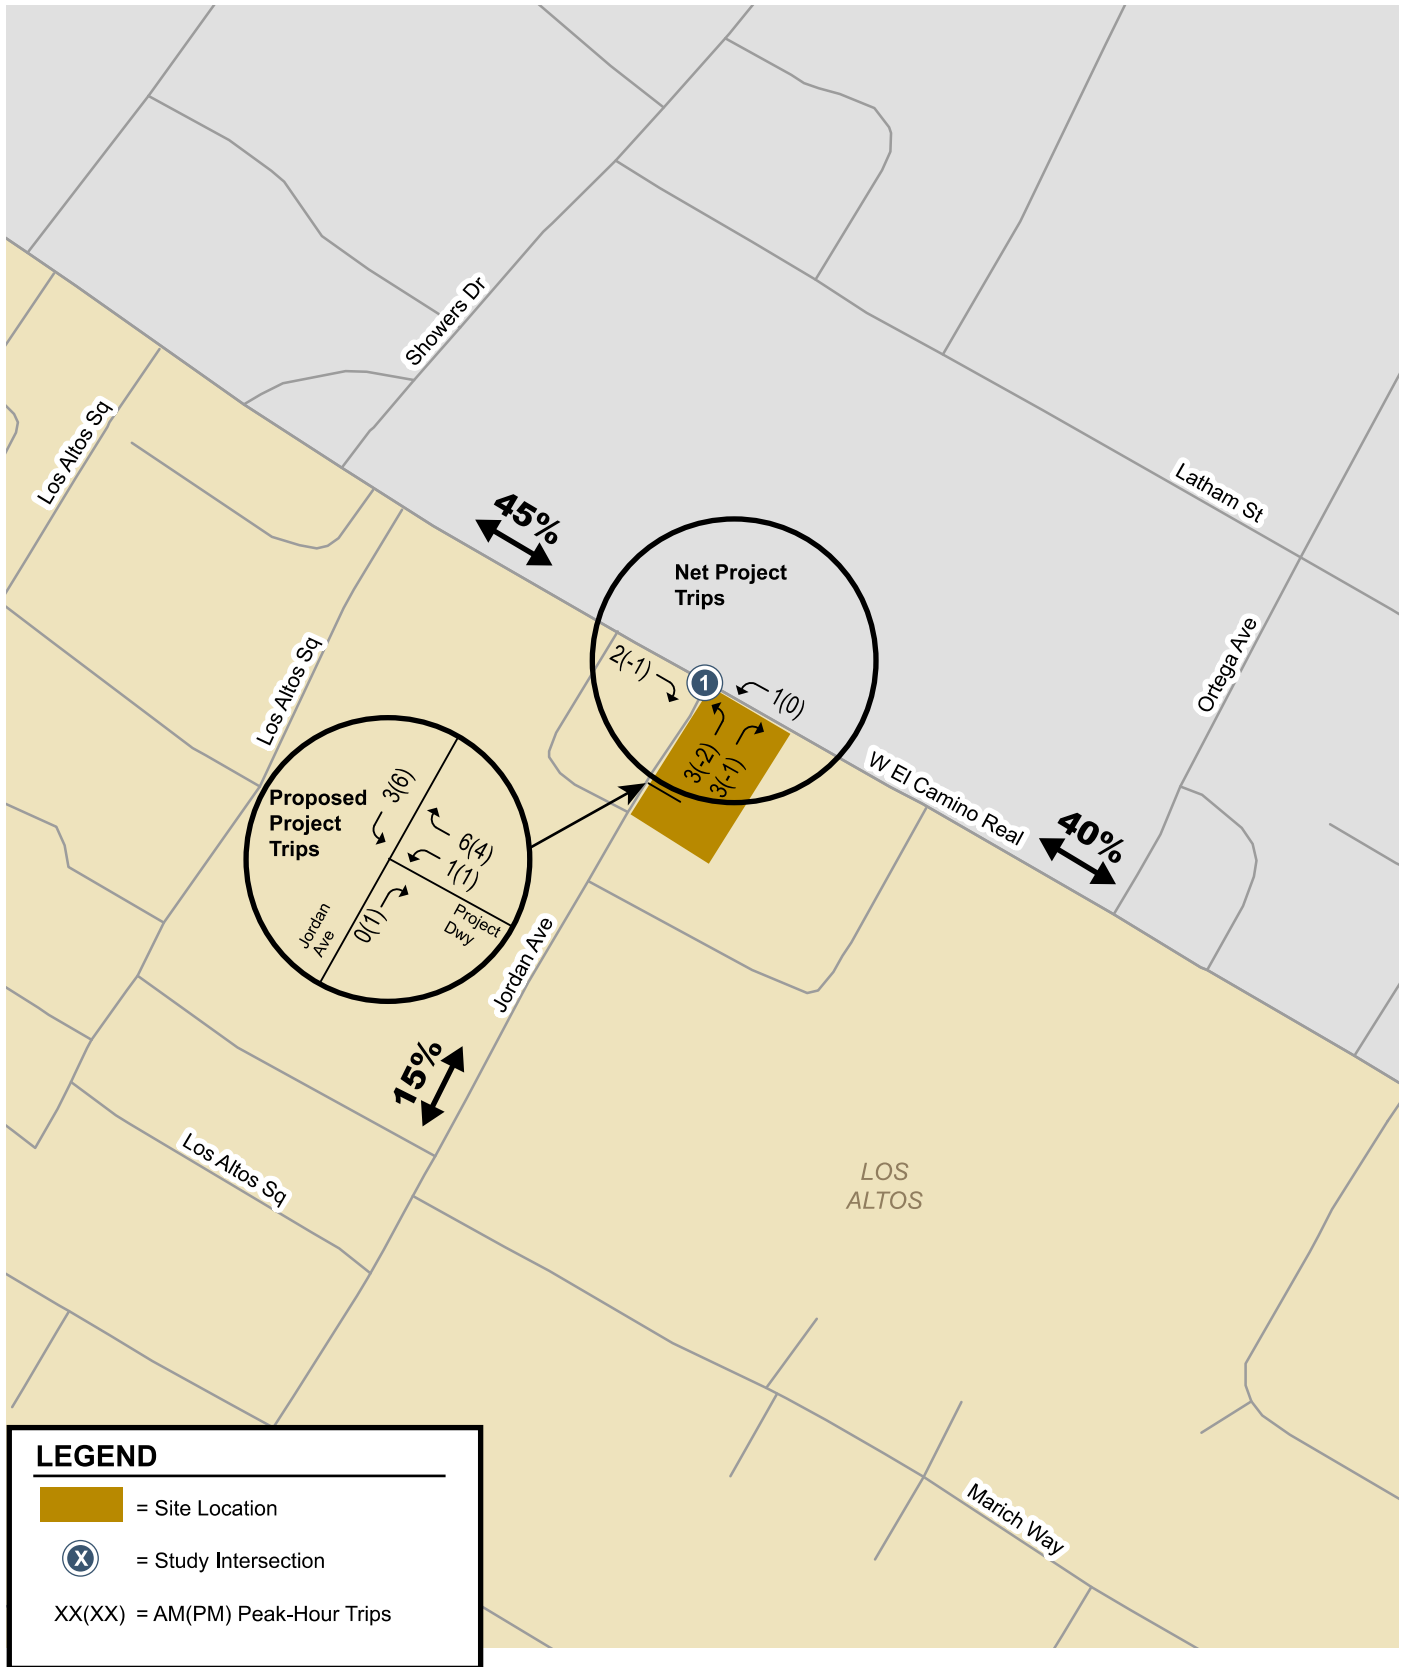 Showers Dr
Los Altos Sq
Latham St
45%
Net Project
Trips
Ortega Ave
Los Altos Sq
2(-1)
1
1(0)
3(-2)
3(-1)
W El Camino Real
40%
Proposed
Project
Trips
3(6)
6(4)
1(1)
0(1)
Jordan
Ave
Project
Dwy
Jordan Ave
15%
Los Altos Sq
LOS
ALTOS
Marich Way
LEGEND
= Site Location
X = Study Intersection
XX(XX) = AM(PM) Peak-Hour Trips